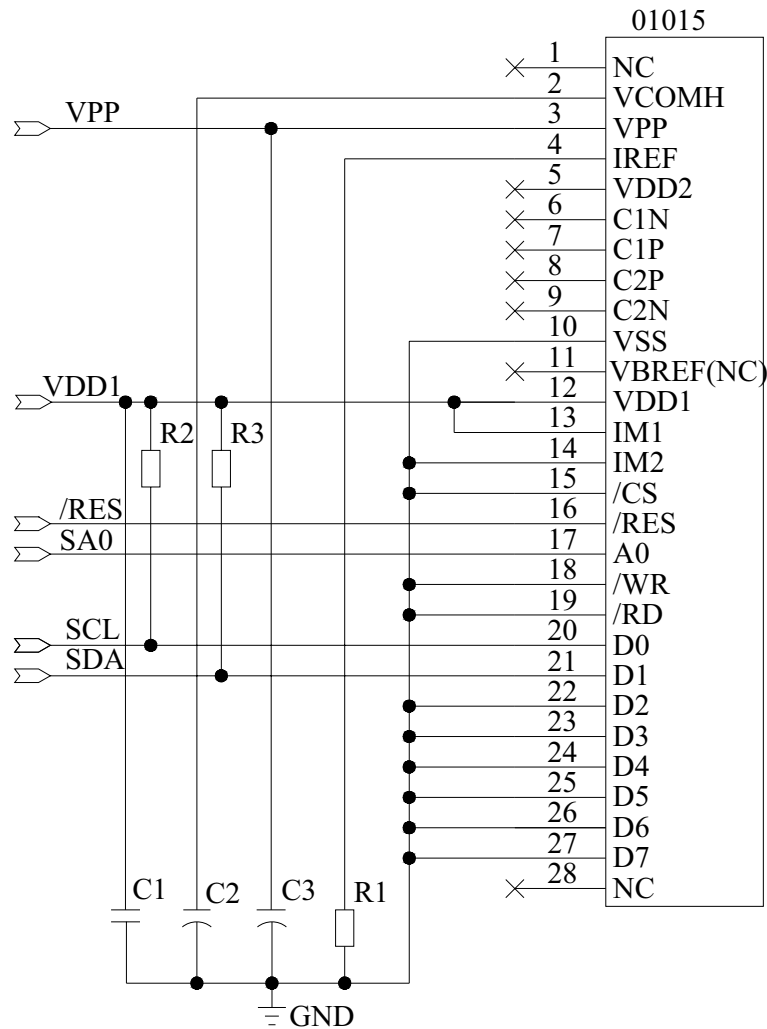 01015
1 NC
2 VCOMH
VPP 3 VPP
4 IREF
5 VDD2
6 C1N
7 C1P
8 C2P
9 C2N
10 VSS
11 VBREF(NC)
VDD1 12 VDD1
13 IM1
R2 R3 14 IM2
15 /CS
/RES 16 /RES
SA0 17 A0
18 /WR
19 /RD
SCL 20 D0
SDA 21 D1
22 D2
23 D3
24 D4
25 D5
26 D6
27 D7
C1 C2 C3 R1 28 NC
GND